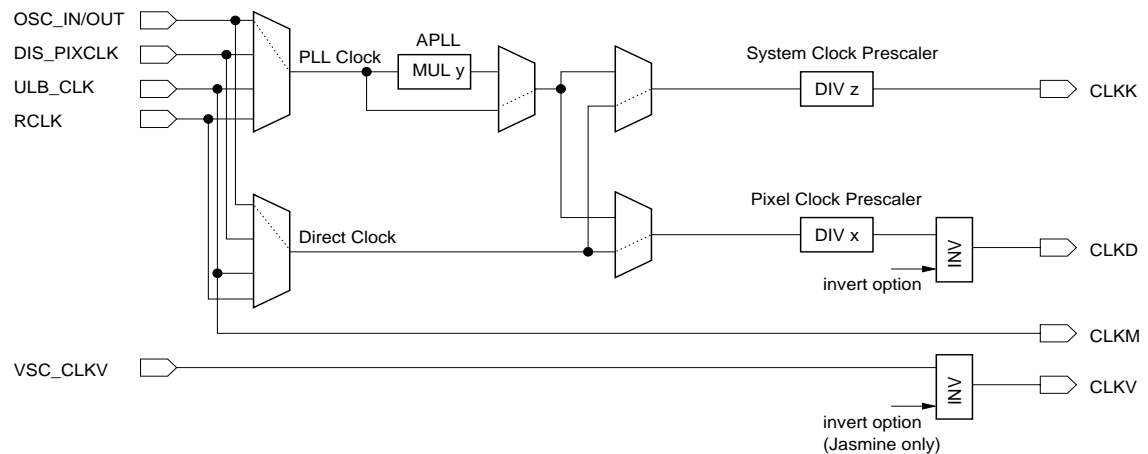 OSC_IN/OUT
DIS_PIXCLK
ULB_CLK
RCLK
PLL Clock
APLL
MUL y
System Clock Prescaler
DIV z
CLKK
Direct Clock
Pixel Clock Prescaler
DIV x
INV
invert option
CLKD
CLKM
VSC_CLKV
INV
CLKV
invert option
(Jasmine only)